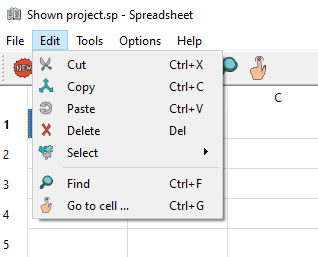 Shown project.sp - Spreadsheet
File Edit Tools Options Help
NEW
Cut Ctrl+X
Copy Ctrl+C
Paste Ctrl+V
Delete Del
Select
Find Ctrl+F
Go to cell ... Ctrl+G
C
1
2
3
4
5